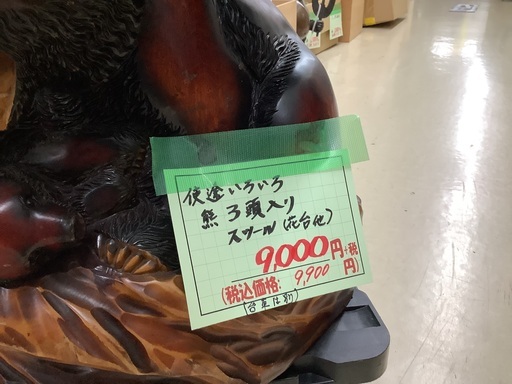 使途いろいろ
熊3頭入り
スツール(花台他)
9,000円+税
(税込価格: 9,900円)
(台車は別)